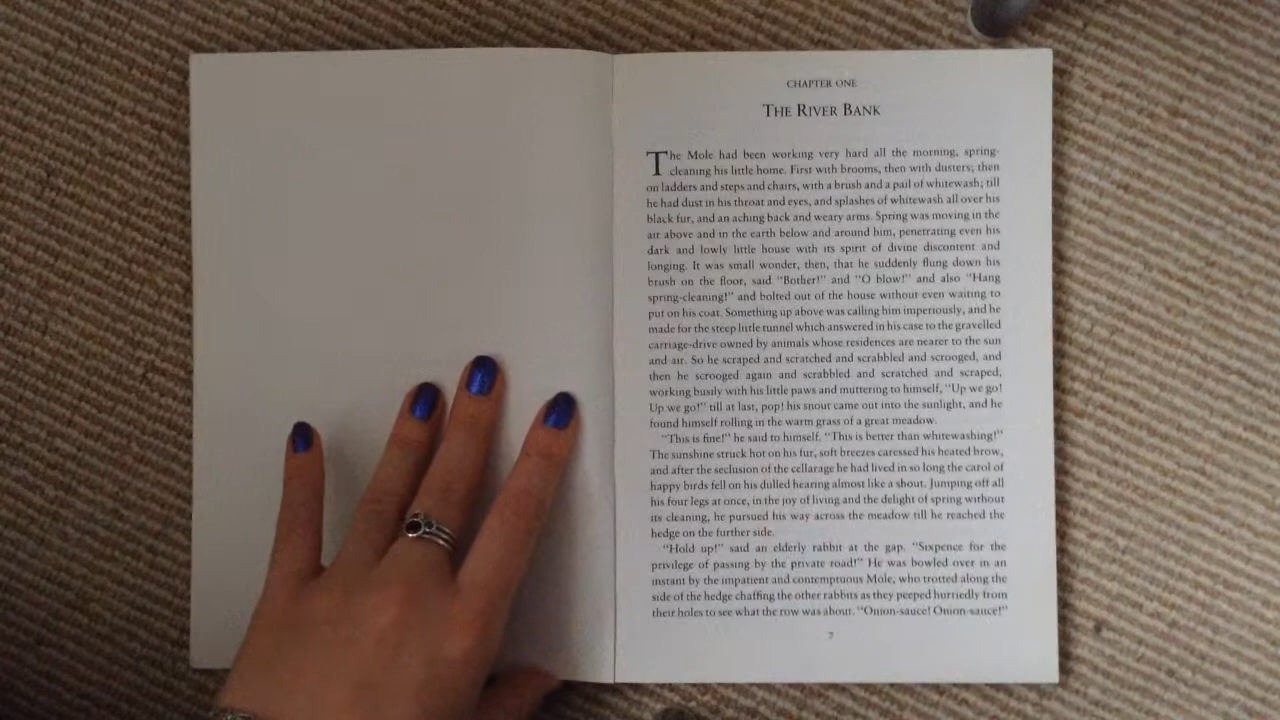 CHAPTER ONE
THE RIVER BANK
The Mole had been working very hard all the morning, spring-
cleaning his little home. First with brooms, then with dusters; then
on ladders and steps and chairs, with a brush and a pail of whitewash; till
he had dust in his throat and eyes, and splashes of whitewash all over his
black fur, and an aching back and weary arms. Spring was moving in the
air above and in the earth below and around him, penetrating even his
dark and lowly little house with its spirit of divine discontent and
longing. It was small wonder, then, that he suddenly flung down his
brush on the floor, said "Bother!" and "O blow!" and also "Hang
spring-cleaning!" and bolted out of the house without even waiting to
put on his coat. Something up above was calling him imperiously, and he
made for the steep little tunnel which answered in his case to the gravelled
carriage-drive owned by animals whose residences are nearer to the sun
and air. So he scraped and scratched and scrabbled and scrooged, and
then he scrooged again and scrabbled and scratched and scraped,
working busily with his little paws and muttering to himself, "Up we go!
Up we go!" till at last, pop! his snout came out into the sunlight, and he
found himself rolling in the warm grass of a great meadow.
"This is fine!" he said to himself. "This is better than whitewashing!"
The sunshine struck hot on his fur, soft breezes caressed his heated brow,
and after the seclusion of the cellarage he had lived in so long the carol of
happy birds fell on his dulled hearing almost like a shout. Jumping off all
his four legs at once, in the joy of living and the delight of spring without
its cleaning, he pursued his way across the meadow till he reached the
hedge on the further side.
"Hold up!" said an elderly rabbit at the gap. "Sixpence for the
privilege of passing by the private road!" He was bowled over in an
instant by the impatient and contemptuous Mole, who trotted along the
side of the hedge chaffing the other rabbits as they peeped hurriedly from
their holes to see what the row was about. "Onion-sauce! Onion-sauce!"
7